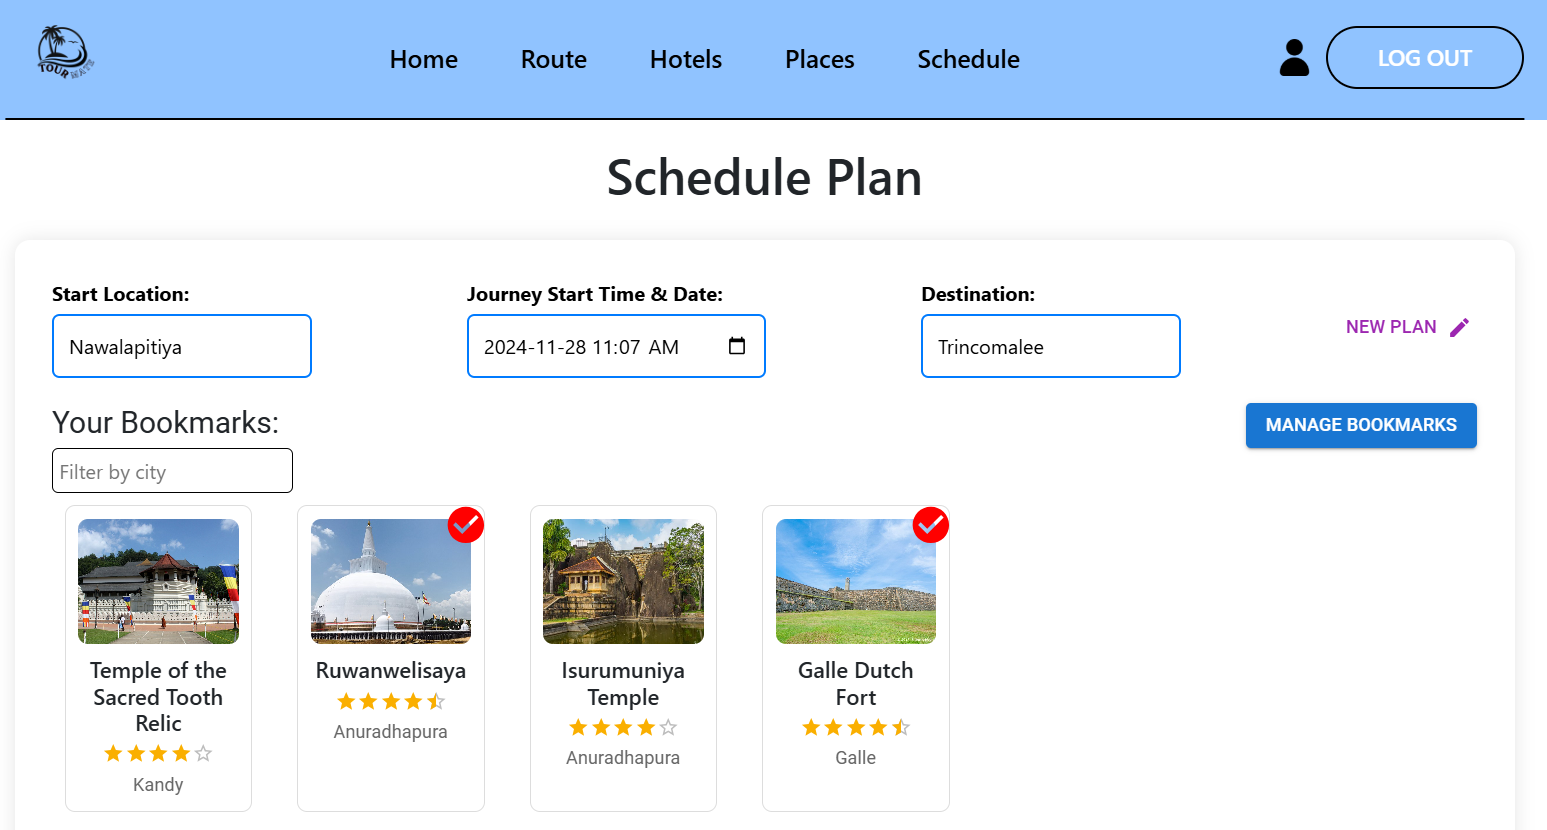 TOUR MATE
Home
Route
Hotels
Places
Schedule
LOG OUT
Schedule Plan
Start Location:
Journey Start Time & Date:
Destination:
Nawalapitiya
2024-11-28 11:07 AM
Trincomalee
NEW PLAN
Your Bookmarks:
MANAGE BOOKMARKS
Filter by city
Temple of the
Sacred Tooth
Relic
Kandy
Ruwanwelisaya
Anuradhapura
Isurumuniya
Temple
Anuradhapura
Galle Dutch
Fort
Galle